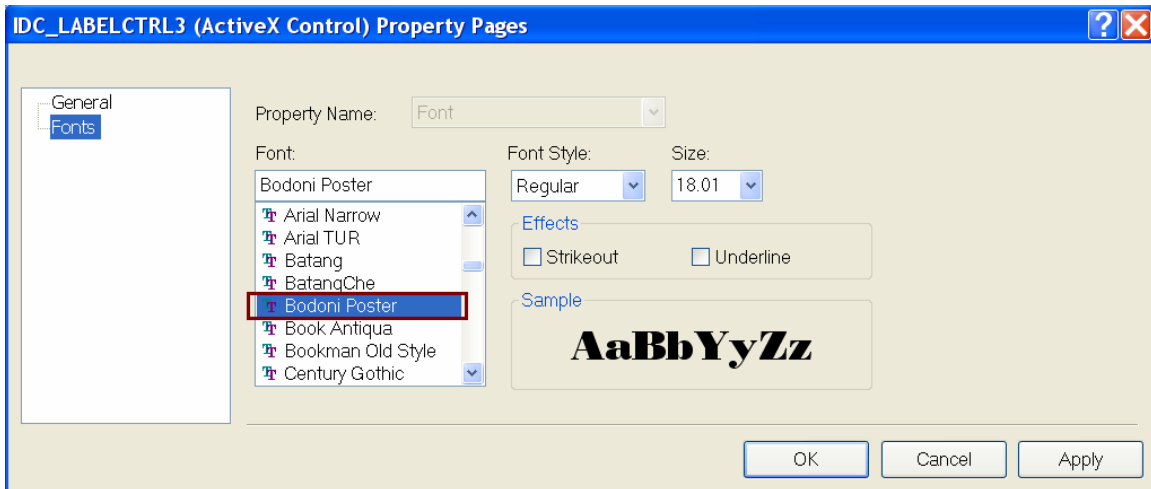 IDC_LABELCTRL3 (ActiveX Control) Property Pages
General
Fonts
Property Name: Font
Font: Font Style: Size:
Bodoni Poster Regular 18.01
Arial Narrow
Arial TUR
Batang
BatangChe
Bodoni Poster
Book Antiqua
Bookman Old Style
Century Gothic
Effects
Strikeout Underline
Sample
AaBbYyZz
OK Cancel Apply